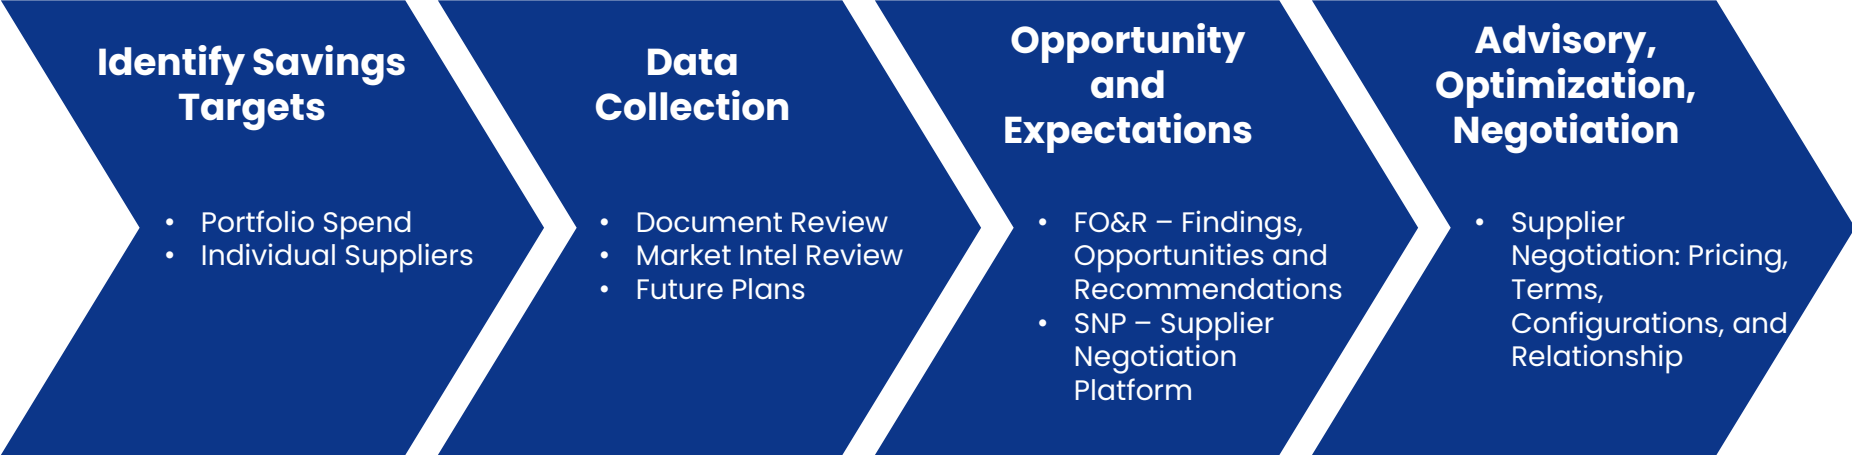 Identify Savings
Targets
• Portfolio Spend
• Individual Suppliers
Data
Collection
• Document Review
• Market Intel Review
• Future Plans
Opportunity
and
Expectations
• FO&R – Findings,
Opportunities and
Recommendations
• SNP – Supplier
Negotiation
Platform
Advisory,
Optimization,
Negotiation
• Supplier
Negotiation: Pricing,
Terms,
Configurations, and
Relationship